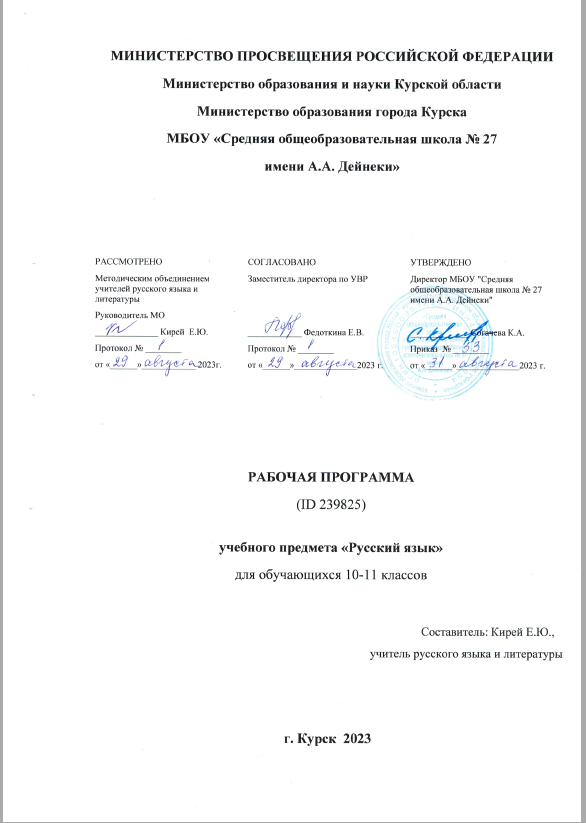 МИНИСТЕРСТВО ПРОСВЕЩЕНИЯ РОССИЙСКОЙ ФЕДЕРАЦИИ
Министерство образования и науки Курской области
Министерство образования города Курска
МБОУ «Средняя общеобразовательная школа № 27
имени А.А. Дейнеки»
РАССМОТРЕНО
Методическим объединением
учителей русского языка и
литературы
Руководитель МО
Кирей Е.Ю.
Протокол № 1
от « 29 » августа 2023г.
СОГЛАСОВАНО
Заместитель директора по УВР
Федоткина Е.В.
Протокол № 1
от « 29 » августа 2023 г.
УТВЕРЖДЕНО
Директор МБОУ "Средняя
общеобразовательная школа № 27
имени А.А. Дейнеки"
К.А.
Приказ № 33
от « 31 » августа 2023 г.
РАБОЧАЯ ПРОГРАММА
(ID 239825)
учебного предмета «Русский язык»
для обучающихся 10-11 классов
Составитель: Кирей Е.Ю.,
учитель русского языка и литературы
г. Курск 2023